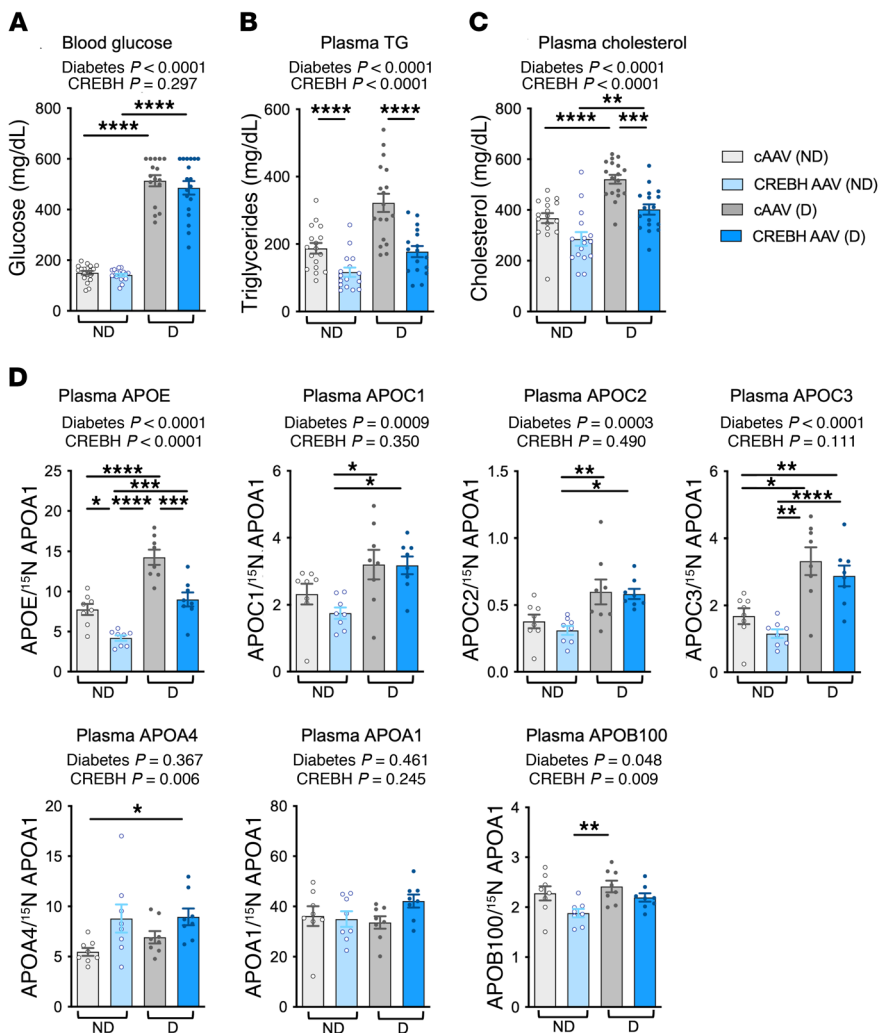 A
Blood glucose
Diabetes P < 0.0001
CREBH P = 0.297
****
****
Glucose (mg/dL)
800
600
400
200
0
ND
D
B
Plasma TG
Diabetes P < 0.0001
CREBH P < 0.0001
**** ****
Triglycerides (mg/dL)
600
400
200
0
ND
D
C
Plasma cholesterol
Diabetes P < 0.0001
CREBH P < 0.0001
**
**** ***
Cholesterol (mg/dL)
800
600
400
200
0
ND
D
cAAV (ND)
CREBH AAV (ND)
cAAV (D)
CREBH AAV (D)
D
Plasma APOE
Diabetes P < 0.0001
CREBH P < 0.0001
****
***
* **** ***
APOE/15N APOA1
25
20
15
10
5
0
ND
D
Plasma APOC1
Diabetes P = 0.0009
CREBH P = 0.350
*
*
APOC1/15N. APOA1
6
4
2
0
ND
D
Plasma APOC2
Diabetes P = 0.0003
CREBH P = 0.490
**
*
APOC2/15N APOA1
1.5
1.0
0.5
0.0
ND
D
Plasma APOC3
Diabetes P < 0.0001
CREBH P = 0.111
**
*
****
**
APOC3/15N APOA1
6
4
2
0
ND
D
Plasma APOA4
Diabetes P = 0.367
CREBH P = 0.006
*
APOA4/15N APOA1
20
15
10
5
0
ND
D
Plasma APOA1
Diabetes P = 0.461
CREBH P = 0.245
APOA1/15N APOA1
80
60
40
20
0
ND
D
Plasma APOB100
Diabetes P = 0.048
CREBH P = 0.009
**
APOB100/15N APOA1
4
3
2
1
0
ND
D